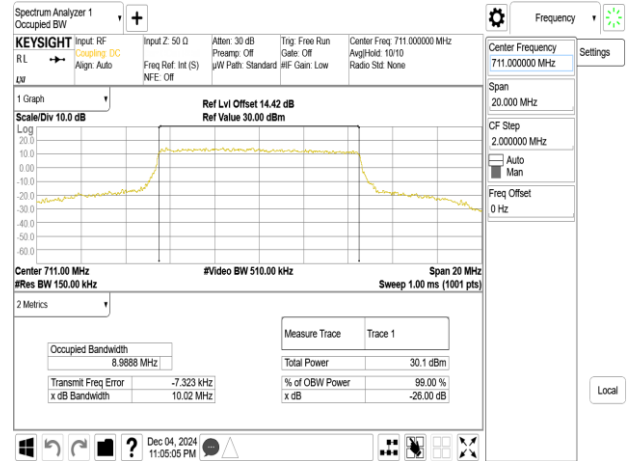 Spectrum Analyzer 1
Occupied BW
+
Frequency
KEYSIGHT
RL
Input: RF
Coupling: DC
Align: Auto
Input Z: 50 Ω
Freq Ref: Int (S)
NFE: Off
Atten: 30 dB
Preamp: Off
µW Path: Standard
Trig: Free Run
Gate: Off
#IF Gain: Low
Center Freq: 711.000000 MHz
Avg|Hold: 10/10
Radio Std: None
Center Frequency
711.000000 MHz
Settings
Span
20.000 MHz
CF Step
2.000000 MHz
Auto
Man
Freq Offset
0 Hz
Local
1 Graph
Scale/Div 10.0 dB
Ref Lvl Offset 14.42 dB
Ref Value 30.00 dBm
Log
20.0
10.0
0.00
-10.0
-20.0
-30.0
-40.0
-50.0
-60.0
Center 711.00 MHz
#Video BW 510.00 kHz
Span 20 MHz
#Res BW 150.00 kHz
Sweep 1.00 ms (1001 pts)
2 Metrics
Measure Trace Trace 1
Occupied Bandwidth
8.9888 MHz
Total Power 30.1 dBm
Transmit Freq Error -7.323 kHz
% of OBW Power 99.00 %
x dB Bandwidth 10.02 MHz
x dB -26.00 dB
?
Dec 04, 2024
11:05:05 PM